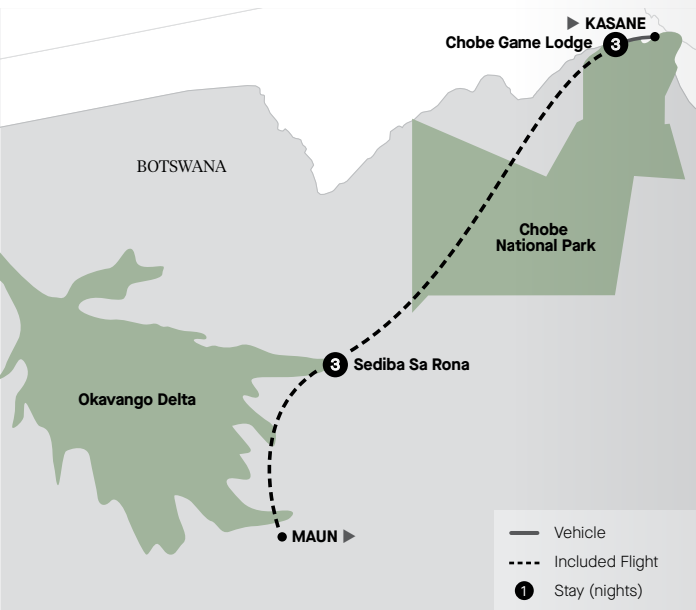 ▶ KASANE
Chobe Game Lodge 3
BOTSWANA
Chobe
National Park
3 Sediba Sa Rona
Okavango Delta
MAUN ▶
Vehicle
Included Flight
1 Stay (nights)